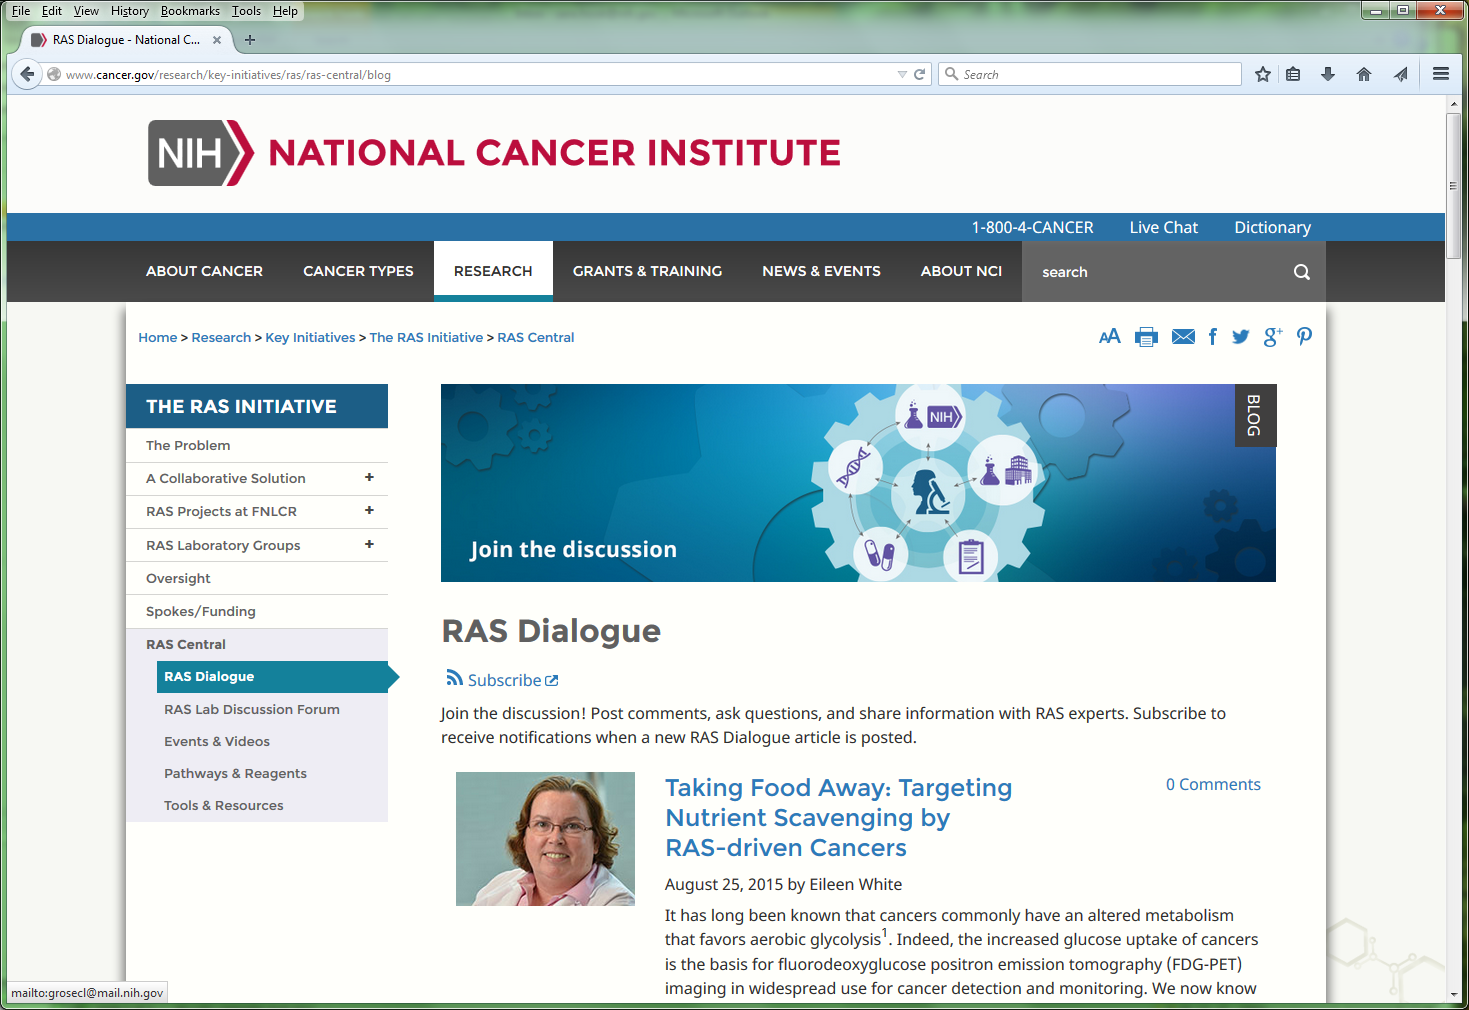 File Edit View History Bookmarks Tools Help
RAS Dialogue - National C...
www.cancer.gov/research/key-initiatives/ras/ras-central/blog
Search
NIH NATIONAL CANCER INSTITUTE
1-800-4-CANCER Live Chat Dictionary
ABOUT CANCER CANCER TYPES RESEARCH GRANTS & TRAINING NEWS & EVENTS ABOUT NCI search
Home > Research > Key Initiatives > The RAS Initiative > RAS Central
AA
THE RAS INITIATIVE
The Problem
A Collaborative Solution +
RAS Projects at FNLCR +
RAS Laboratory Groups +
Oversight
Spokes/Funding
RAS Central
RAS Dialogue
RAS Lab Discussion Forum
Events & Videos
Pathways & Reagents
Tools & Resources
BLOG
NIH
Join the discussion
RAS Dialogue
Subscribe
Join the discussion! Post comments, ask questions, and share information with RAS experts. Subscribe to
receive notifications when a new RAS Dialogue article is posted.
Taking Food Away: Targeting
Nutrient Scavenging by
RAS-driven Cancers
0 Comments
August 25, 2015 by Eileen White
It has long been known that cancers commonly have an altered metabolism
that favors aerobic glycolysis1. Indeed, the increased glucose uptake of cancers
is the basis for fluorodeoxyglucose positron emission tomography (FDG-PET)
imaging in widespread use for cancer detection and monitoring. We now know
mailto:grosecl@mail.nih.gov